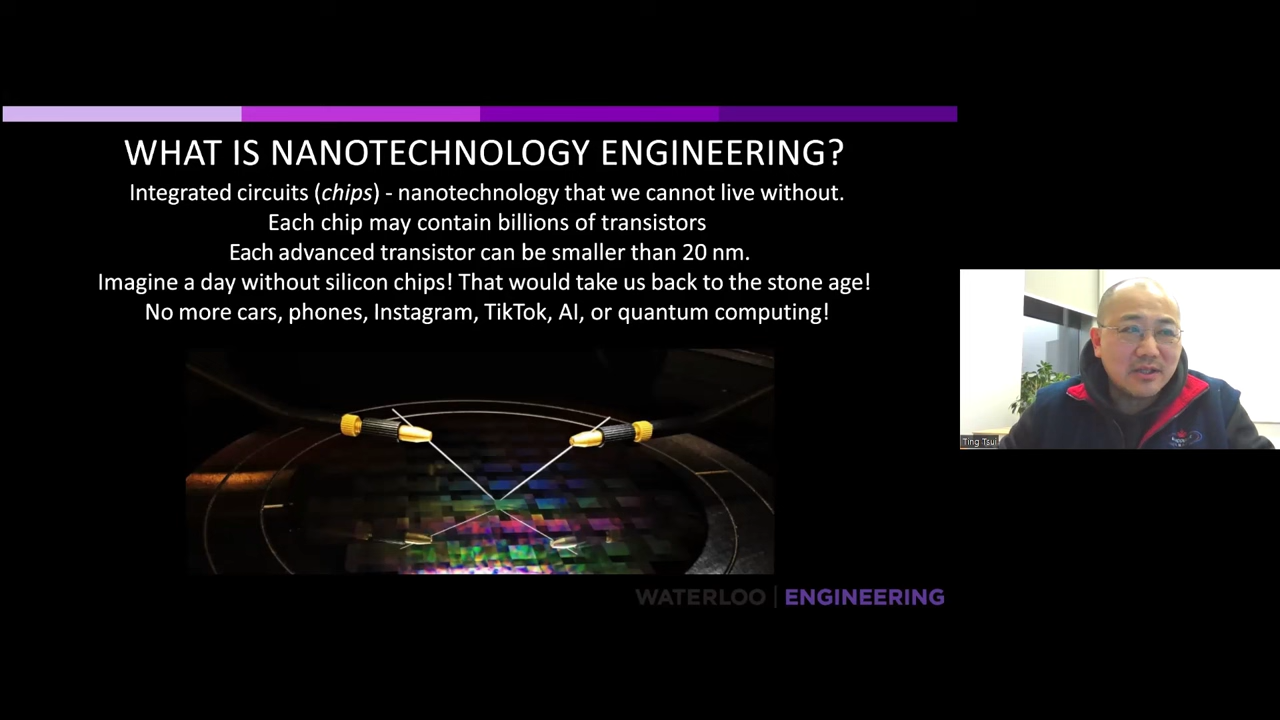 WHAT IS NANOTECHNOLOGY ENGINEERING?
Integrated circuits (chips) - nanotechnology that we cannot live without.
Each chip may contain billions of transistors
Each advanced transistor can be smaller than 20 nm.
Imagine a day without silicon chips! That would take us back to the stone age!
No more cars, phones, Instagram, TikTok, AI, or quantum computing!
Ting Tsui
WATERLOO | ENGINEERING